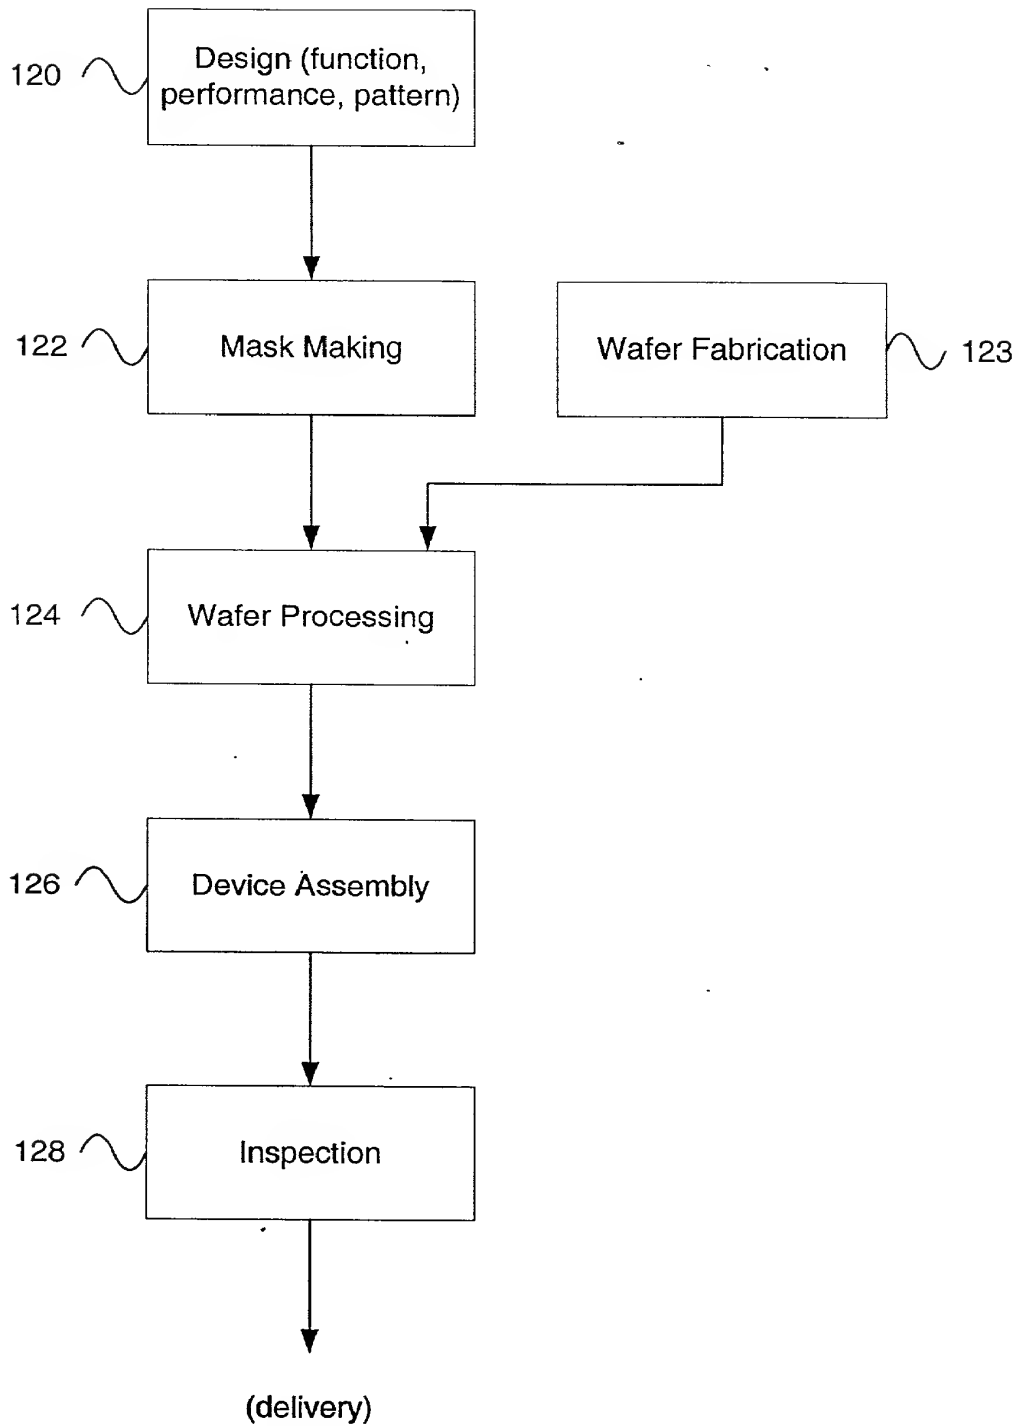 120
Design (function,
performance, pattern)
122
Mask Making
Wafer Fabrication
123
124
Wafer Processing
126
Device Assembly
128
Inspection
(delivery)